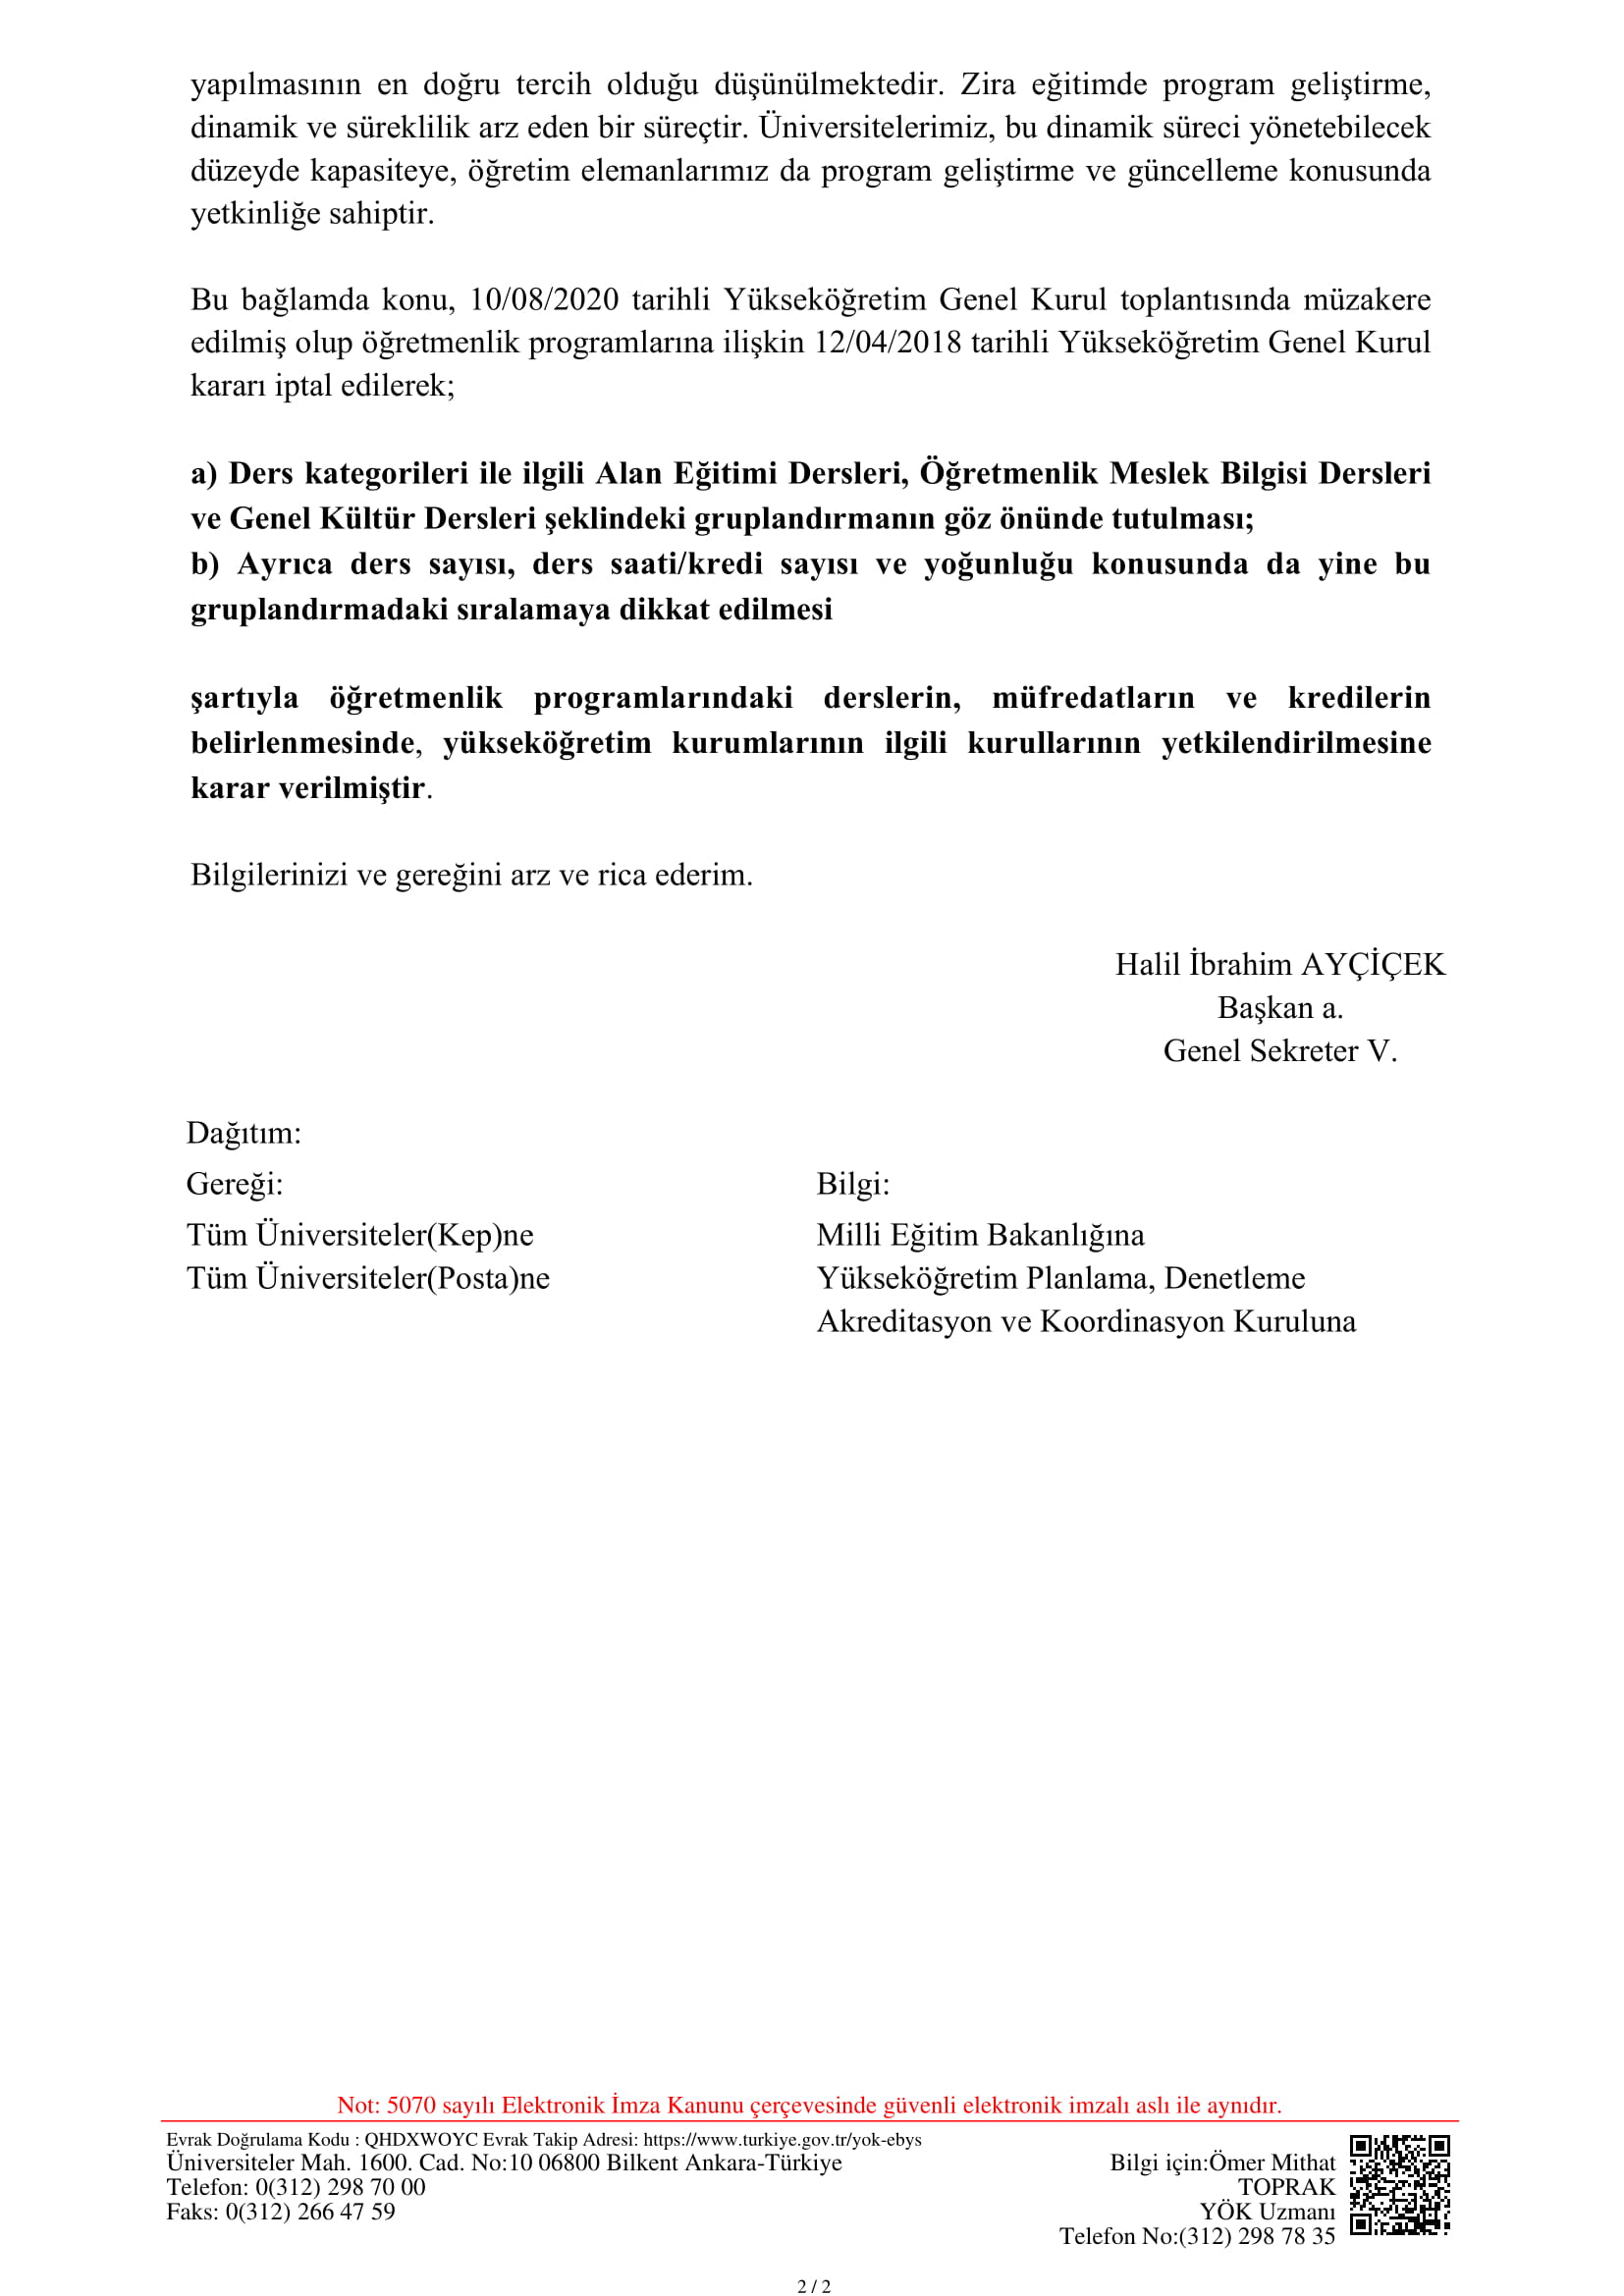 yapılmasının en doğru tercih olduğu düşünülmektedir. Zira eğitimde program geliştirme,
dinamik ve süreklilik arz eden bir süreçtir. Üniversitelerimiz, bu dinamik süreci yönetebilecek
düzeyde kapasiteye, öğretim elemanlarımız da program geliştirme ve güncelleme konusunda
yetkinliğe sahiptir.
Bu bağlamda konu, 10/08/2020 tarihli Yükseköğretim Genel Kurul toplantısında müzakere
edilmiş olup öğretmenlik programlarına ilişkin 12/04/2018 tarihli Yükseköğretim Genel Kurul
kararı iptal edilerek;
a) Ders kategorileri ile ilgili Alan Eğitimi Dersleri, Öğretmenlik Meslek Bilgisi Dersleri
ve Genel Kültür Dersleri şeklindeki gruplandırmanın göz önünde tutulması;
b) Ayrıca ders sayısı, ders saati/kredi sayısı ve yoğunluğu konusunda da yine bu
gruplandırmadaki sıralamaya dikkat edilmesi
şartıyla öğretmenlik programlarındaki derslerin, müfredatların ve kredilerin
belirlenmesinde, yükseköğretim kurumlarının ilgili kurullarının yetkilendirilmesine
karar verilmiştir.
Bilgilerinizi ve gereğini arz ve rica ederim.
Halil İbrahim AYÇİÇEK
Başkan a.
Genel Sekreter V.
Dağıtım:
Gereği:
Tüm Üniversiteler(Kep)ne
Tüm Üniversiteler(Posta)ne
Bilgi:
Milli Eğitim Bakanlığına
Yükseköğretim Planlama, Denetleme
Akreditasyon ve Koordinasyon Kuruluna
Not: 5070 sayılı Elektronik İmza Kanunu çerçevesinde güvenli elektronik imzalı aslı ile aynıdır.
Evrak Doğrulama Kodu : QHDXWOYC Evrak Takip Adresi: https://www.turkiye.gov.tr/yok-ebys
Üniversiteler Mah. 1600. Cad. No:10 06800 Bilkent Ankara-Türkiye
Telefon: 0(312) 298 70 00
Faks: 0(312) 266 47 59
Bilgi için:Ömer Mithat
TOPRAK
YÖK Uzmanı
Telefon No:(312) 298 78 35
2 / 2